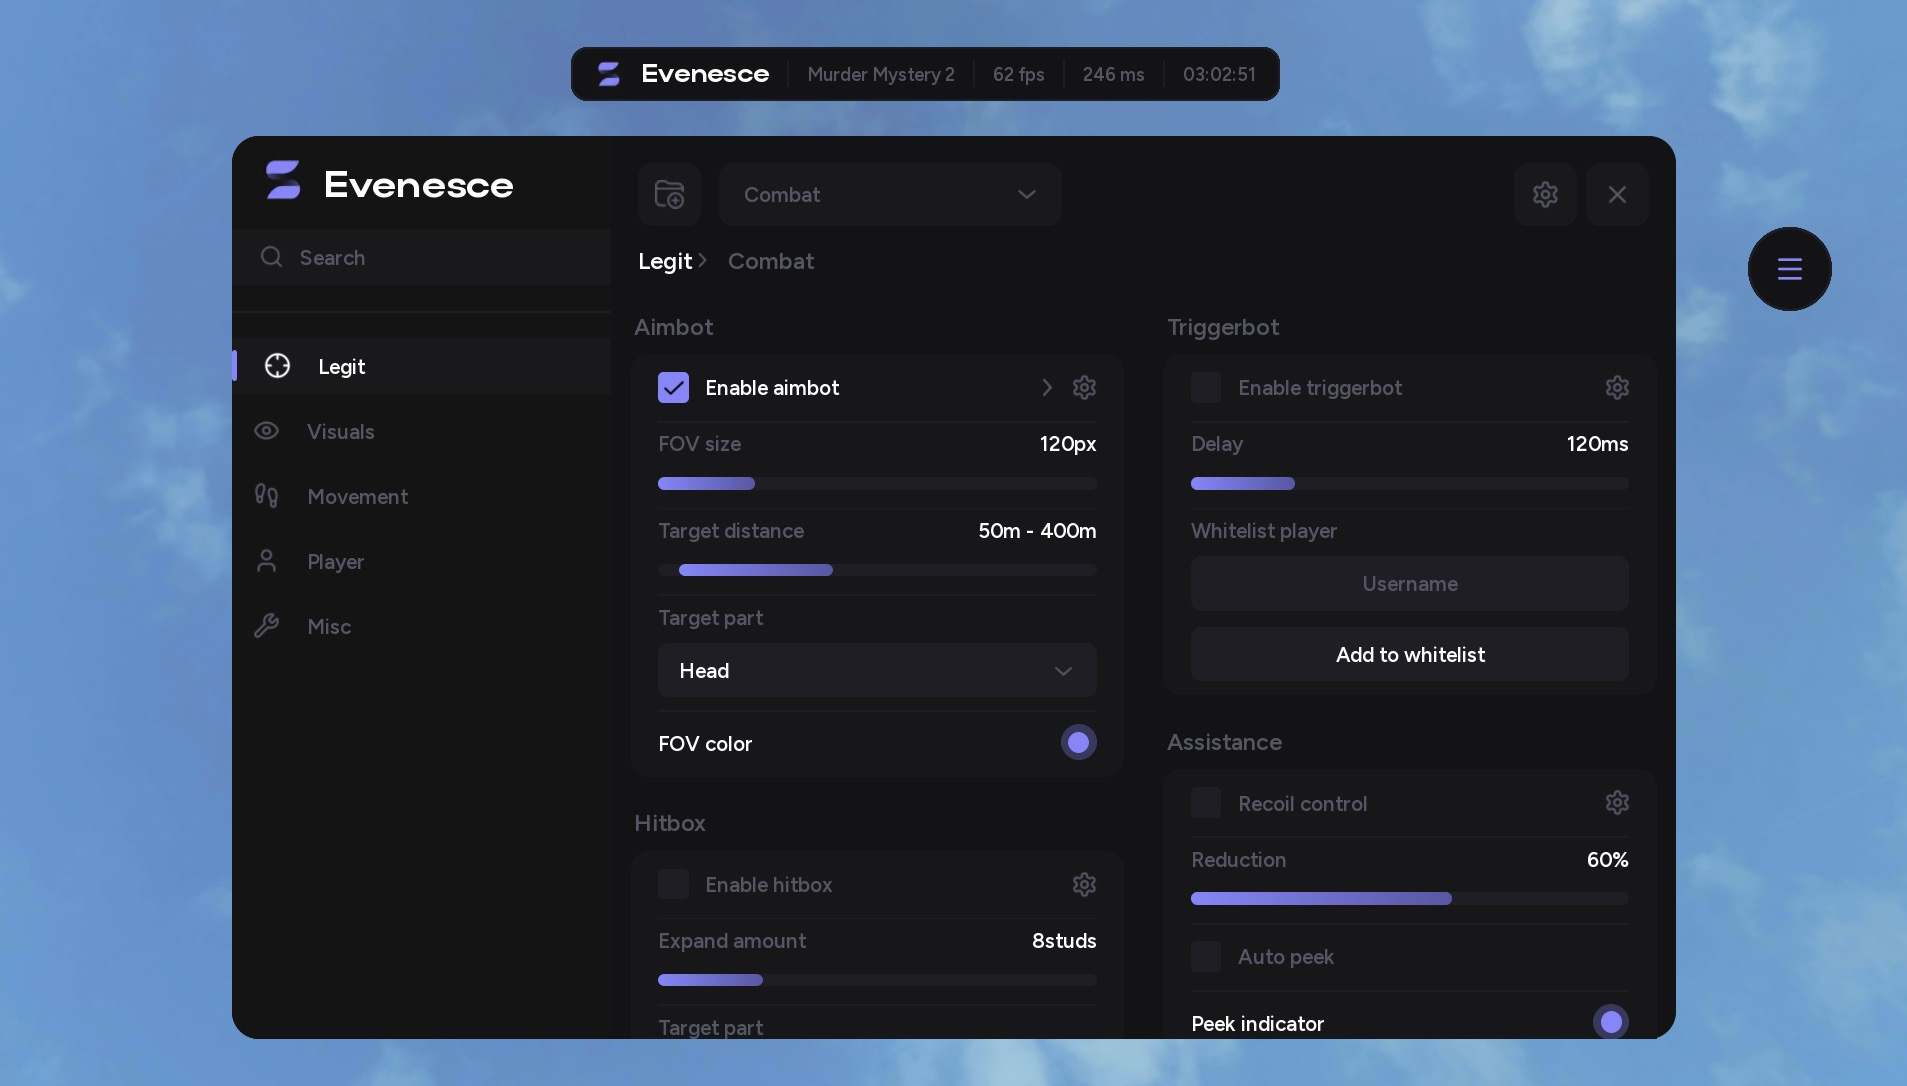 Evenesce
Murder Mystery 2
62 fps
246 ms
03:02:51
Evenesce
Search
Legit
Visuals
Movement
Player
Misc
Combat
Legit
Combat
Aimbot
Enable aimbot
FOV size
120px
Target distance
50m - 400m
Target part
Head
FOV color
Hitbox
Enable hitbox
Expand amount
8studs
Target part
Triggerbot
Enable triggerbot
Delay
120ms
Whitelist player
Username
Add to whitelist
Assistance
Recoil control
Reduction
60%
Auto peek
Peek indicator